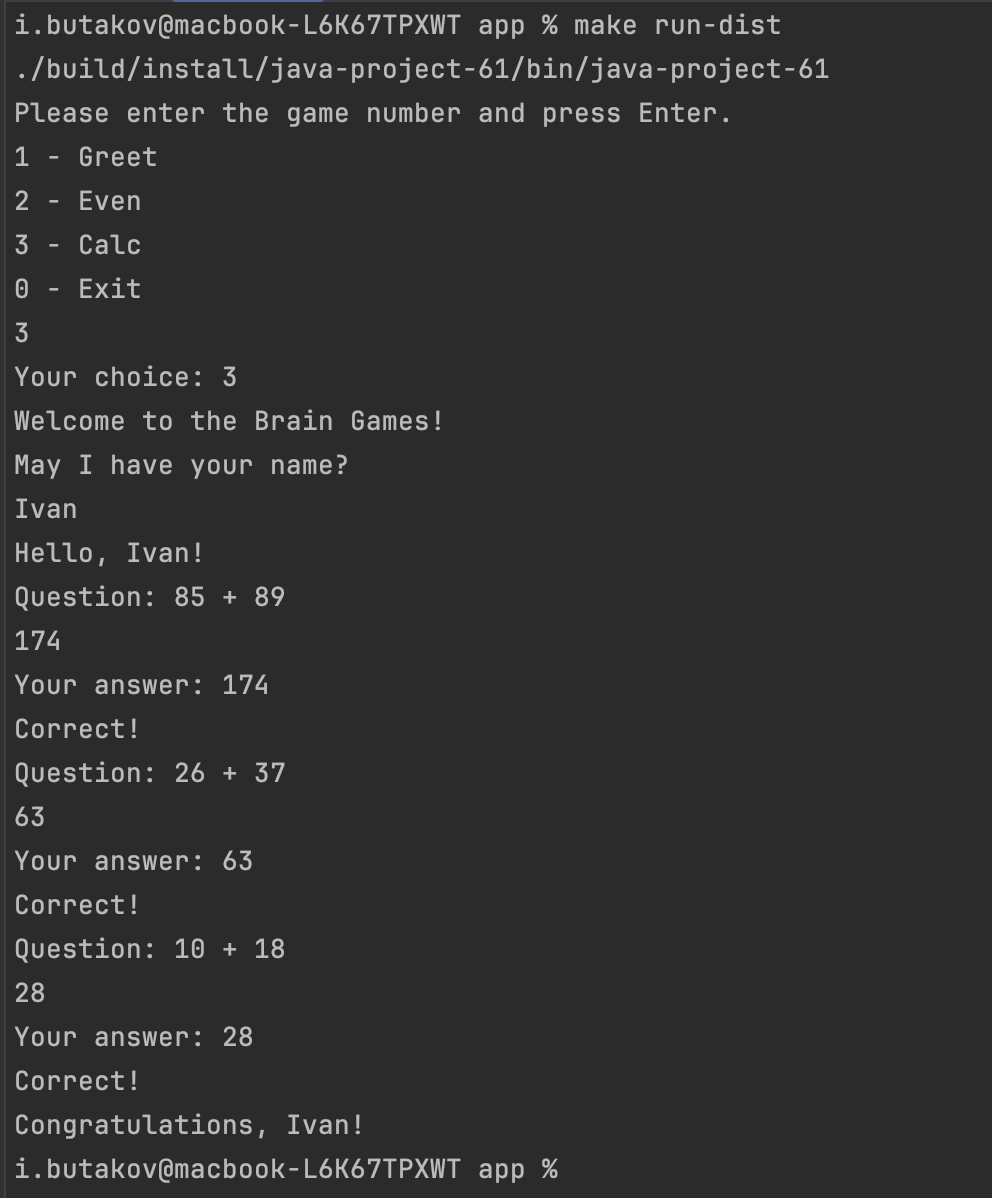 i.butakov@macbook-L6K67TPXWT app % make run-dist
./build/install/java-project-61/bin/java-project-61
Please enter the game number and press Enter.
1 - Greet
2 - Even
3 - Calc
0 - Exit
3
Your choice: 3
Welcome to the Brain Games!
May I have your name?
Ivan
Hello, Ivan!
Question: 85 + 89
174
Your answer: 174
Correct!
Question: 26 + 37
63
Your answer: 63
Correct!
Question: 10 + 18
28
Your answer: 28
Correct!
Congratulations, Ivan!
i.butakov@macbook-L6K67TPXWT app %